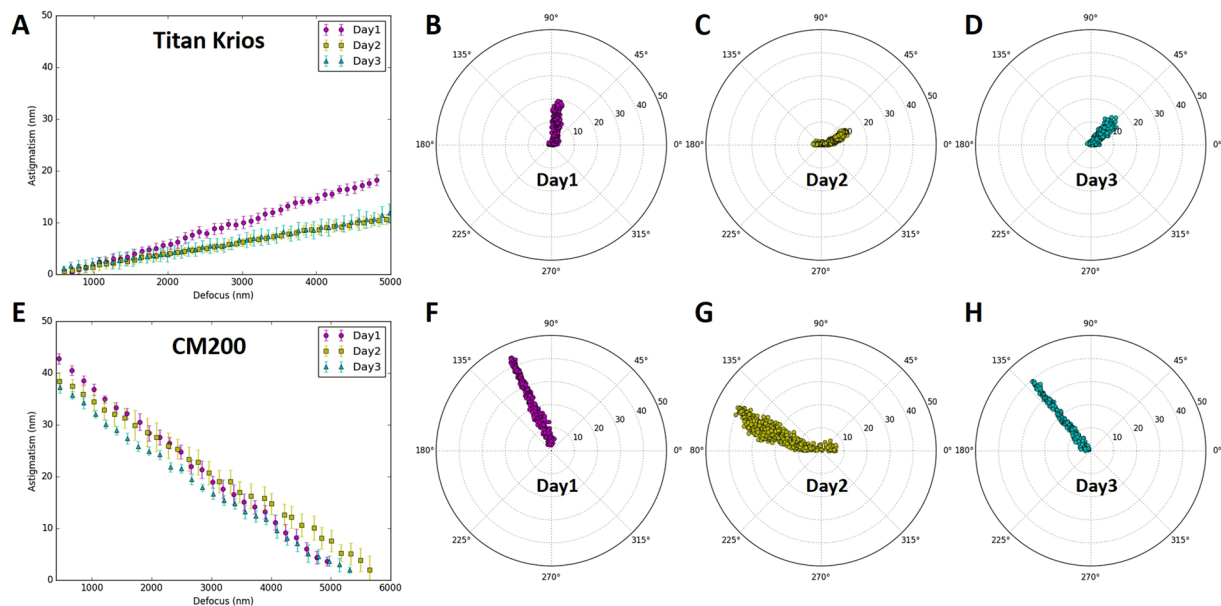 A
Titan Krios
Day1
Day2
Day3
50
40
30
20
10
0
Astigmatism (nm)
1000 2000 3000 4000 5000
Defocus (nm)
B
90°
135° 45°
50
40
30
20
10
180° 0°
Day1
225° 315°
270°
C
90°
135° 45°
50
40
30
20
10
180° 0°
Day2
225° 315°
270°
D
90°
135° 45°
50
40
30
20
10
180° 0°
Day3
225° 315°
270°
E
CM200
Day1
Day2
Day3
50
40
30
20
10
0
Astigmatism (nm)
1000 2000 3000 4000 5000 6000
Defocus (nm)
F
90°
135° 45°
50
40
30
20
10
180° 0°
Day1
225° 315°
270°
G
90°
135° 45°
50
40
30
20
10
80° 0°
Day2
225° 315°
270°
H
90°
135° 45°
50
40
30
20
10
180° 0°
Day3
225° 315°
270°